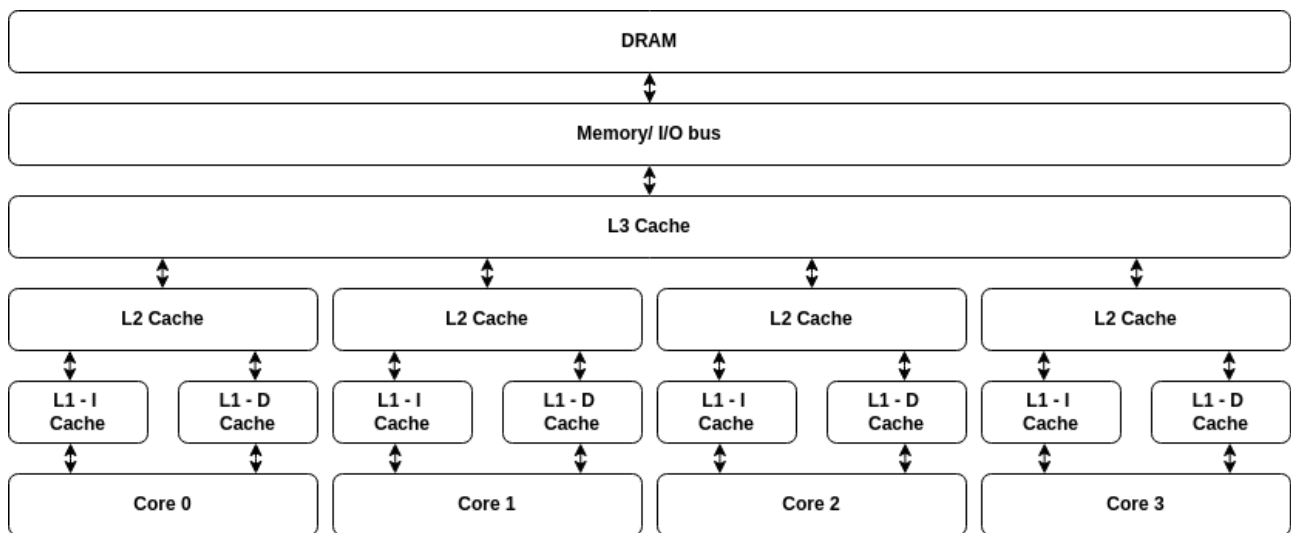 DRAM
Memory/ I/O bus
L3 Cache
L2 Cache
L2 Cache
L2 Cache
L2 Cache
L1 - I
Cache
L1 - D
Cache
L1 - I
Cache
L1 - D
Cache
L1 - I
Cache
L1 - D
Cache
L1 - I
Cache
L1 - D
Cache
Core 0
Core 1
Core 2
Core 3